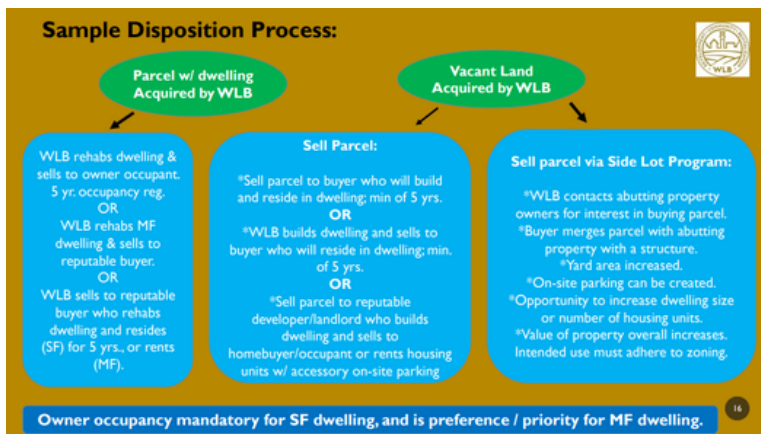 Sample Disposition Process:
WLB
Parcel w/ dwelling
Acquired by WLB
Vacant Land
Acquired by WLB
WLB rehabs dwelling &
sells to owner occupant.
5 yr. occupancy reg.
OR
WLB rehabs MF
dwelling & sells to
reputable buyer.
OR
WLB sells to reputable
buyer who rehabs
dwelling and resides
(SF) for 5 yrs., or rents
(MF).
Sell Parcel:
*Sell parcel to buyer who will build
and reside in dwelling; min of 5 yrs.
OR
*WLB builds dwelling and sells to
buyer who will reside in dwelling; min.
of 5 yrs.
OR
*Sell parcel to reputable
developer/landlord who builds
dwelling and sells to
homebuyer/occupant or rents housing
units w/ accessory on-site parking
Sell parcel via Side Lot Program:
*WLB contacts abutting property
owners for interest in buying parcel.
*Buyer merges parcel with abutting
property with a structure.
*Yard area increased.
*On-site parking can be created.
*Opportunity to increase dwelling size
or number of housing units.
*Value of property overall increases.
Intended use must adhere to zoning.
16
Owner occupancy mandatory for SF dwelling, and is preference / priority for MF dwelling.